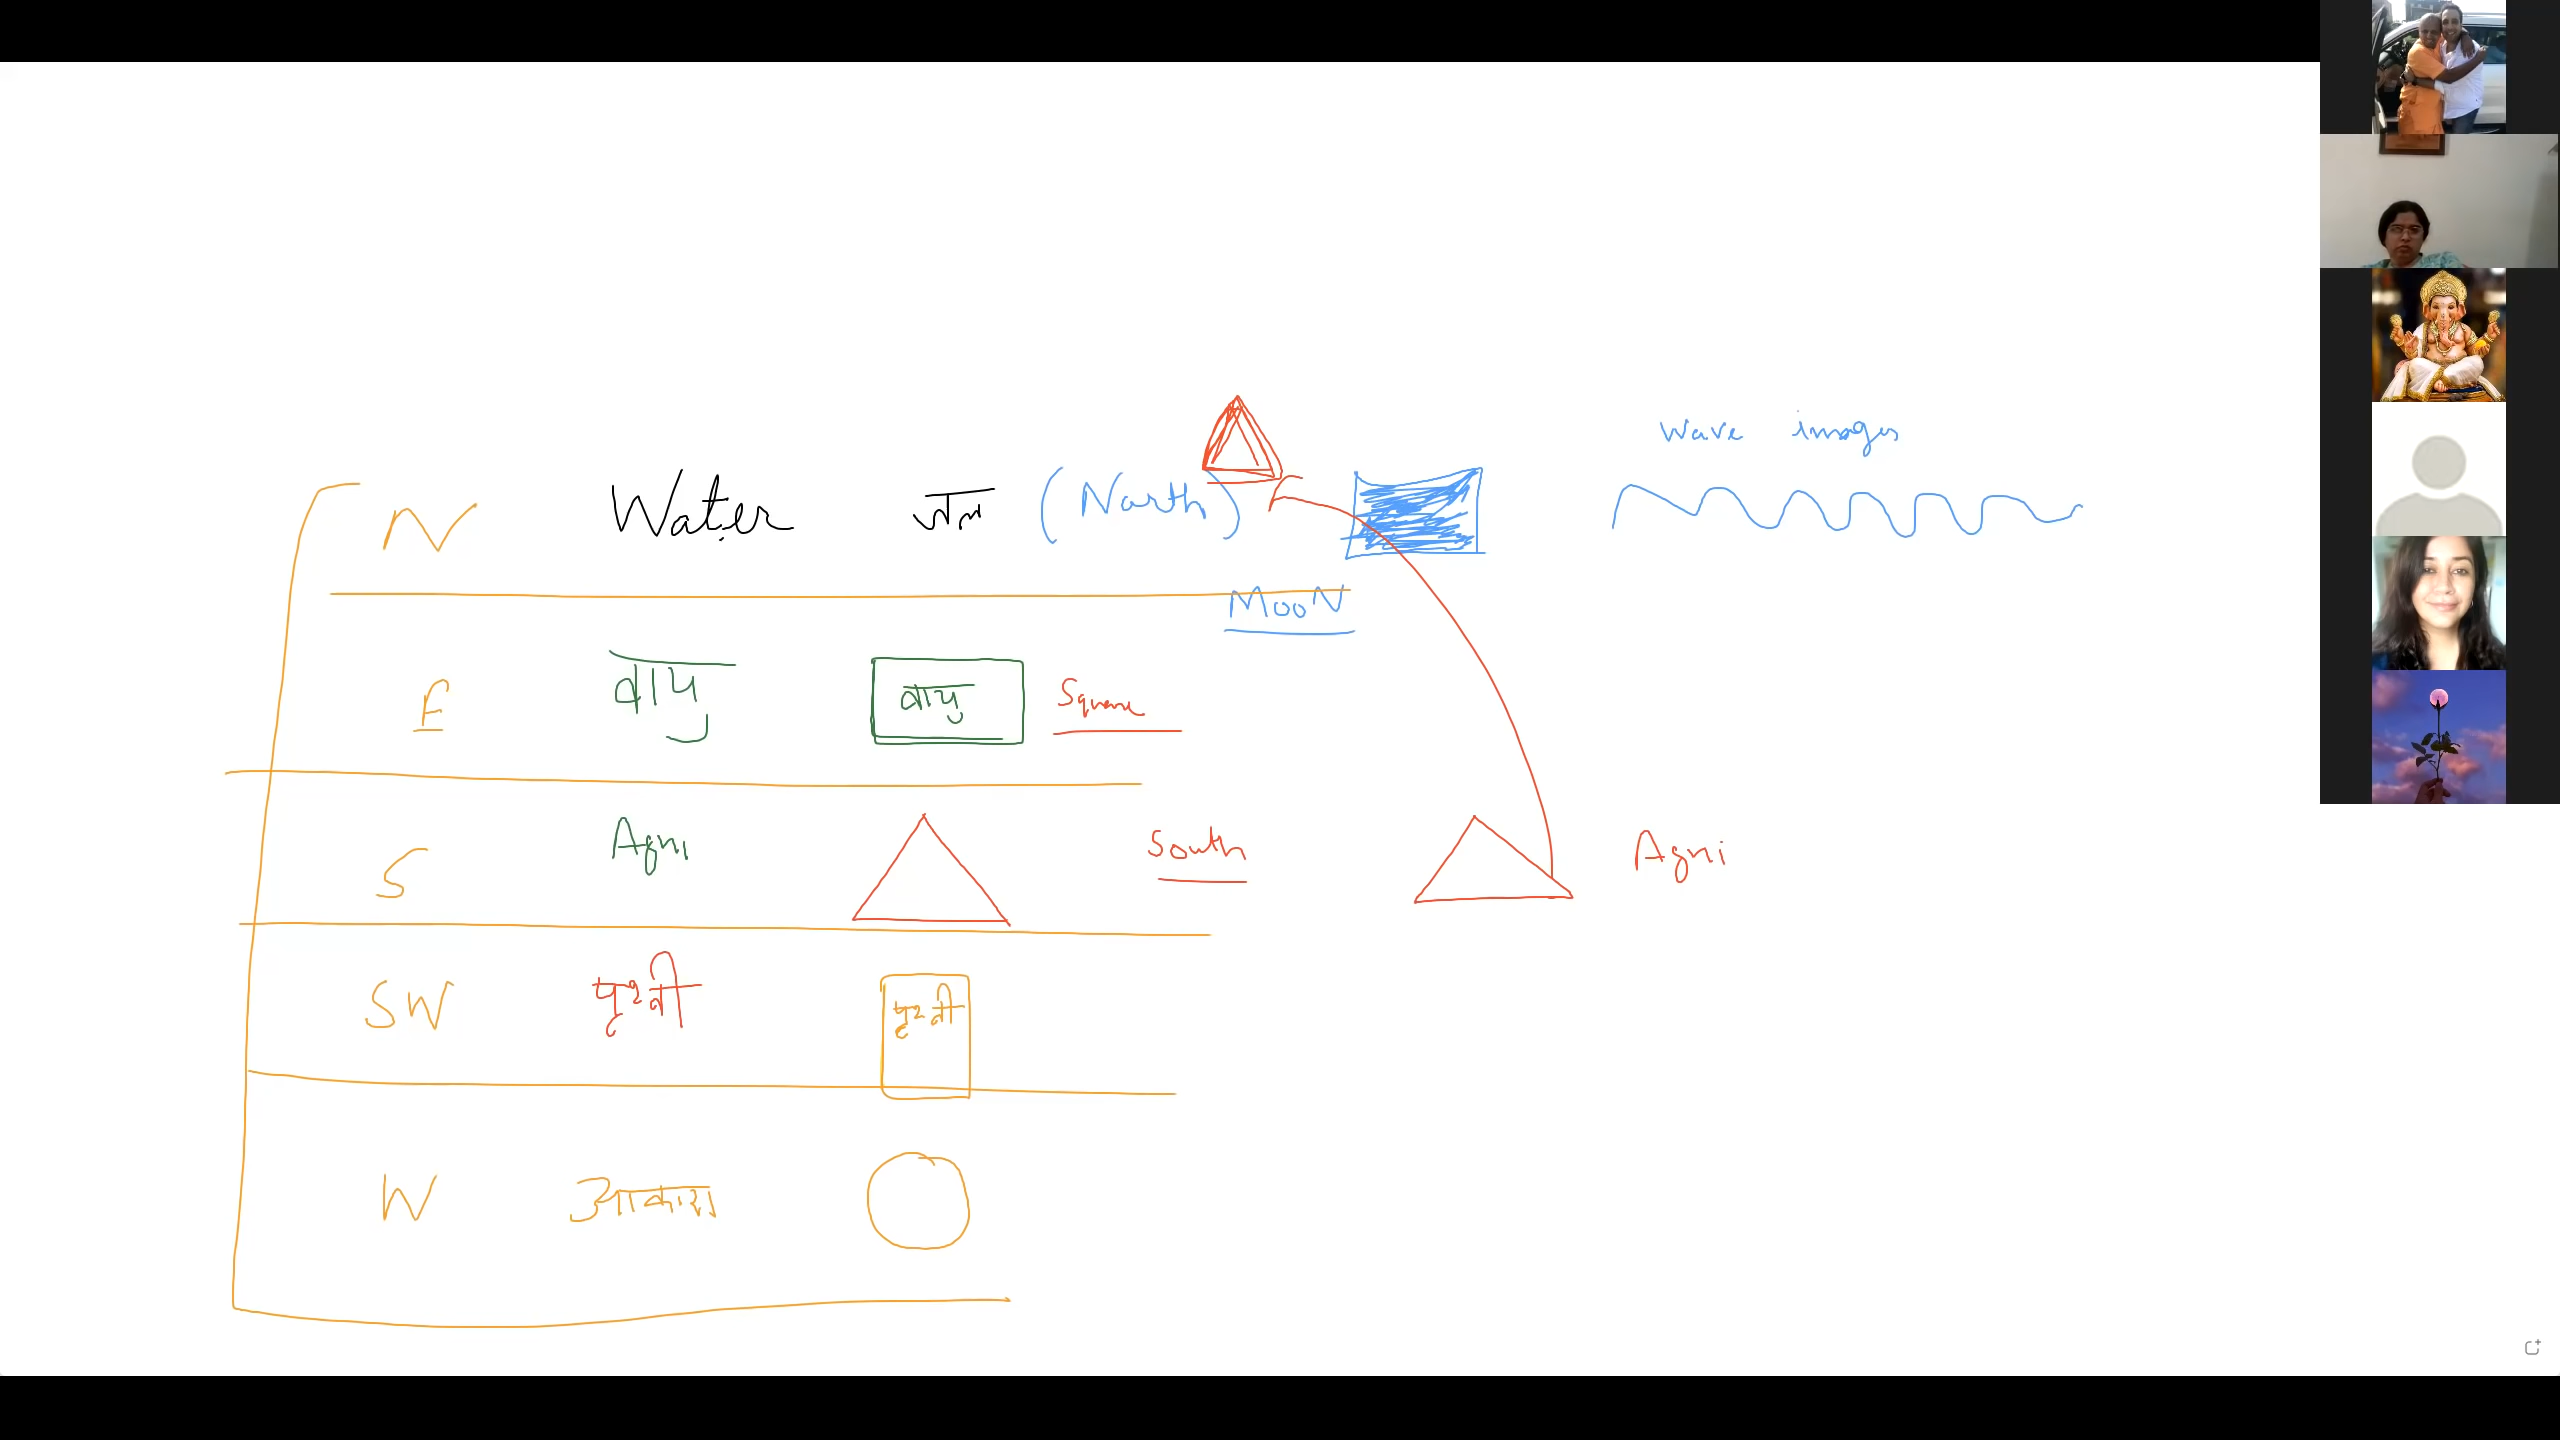 wave images
N Water जल (North)
MooN
E वायु वायु Square
S Agni South Agni
SW पृथ्वी पृथ्वी
W आकाश